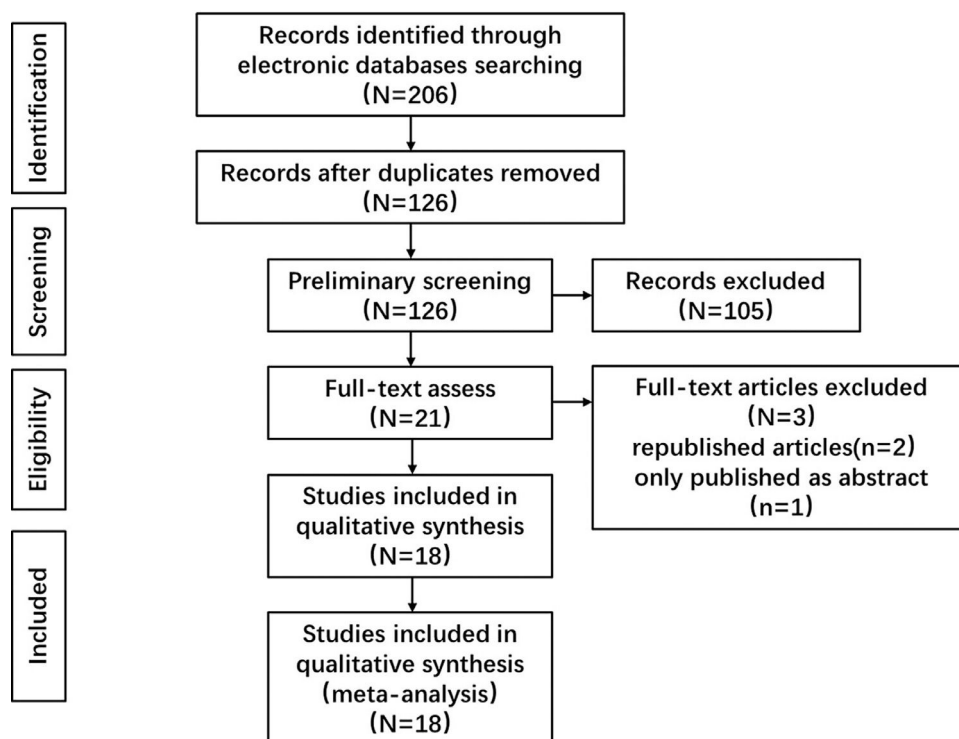 Identification
Records identified through
electronic databases searching
(N=206)
Records after duplicates removed
(N=126)
Screening
Preliminary screening
(N=126)
Records excluded
(N=105)
Eligibility
Full-text assess
(N=21)
Full-text articles excluded
(N=3)
republished articles(n=2)
only published as abstract
(n=1)
Studies included in
qualitative synthesis
(N=18)
Included
Studies included in
qualitative synthesis
(meta-analysis)
(N=18)